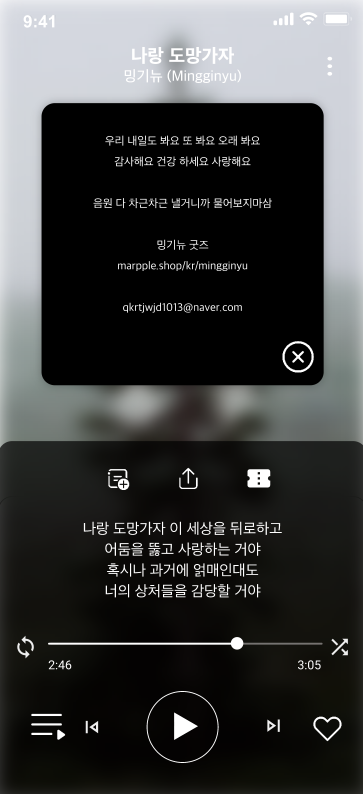 9:41
나랑 도망가자
밍기뉴 (Mingginyu)
우리 내일도 봐요 또 봐요 오래 봐요
감사해요 건강 하세요 사랑해요
음원 다 차근차근 낼거니까 물어보지마삼
밍기뉴 굿즈
marpple.shop/kr/mingginyu
qkrtjwjd1013@naver.com
나랑 도망가자 이 세상을 뒤로하고
어둠을 뚫고 사랑하는 거야
혹시나 과거에 얽매인대도
너의 상처들을 감당할 거야
2:46
3:05